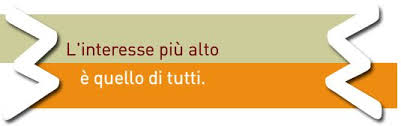 L'interesse più alto
è quello di tutti.